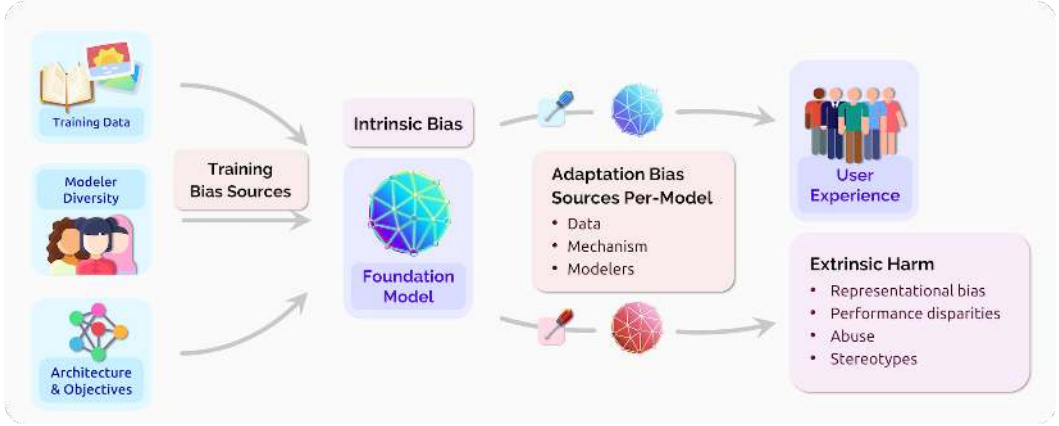 Training Data
Modeler
Diversity
Architecture
& Objectives
Training
Bias Sources
Intrinsic Bias
Foundation
Model
Adaptation Bias
Sources Per-Model
• Data
• Mechanism
• Modelers
User
Experience
Extrinsic Harm
• Representational bias
• Performance disparities
• Abuse
• Stereotypes